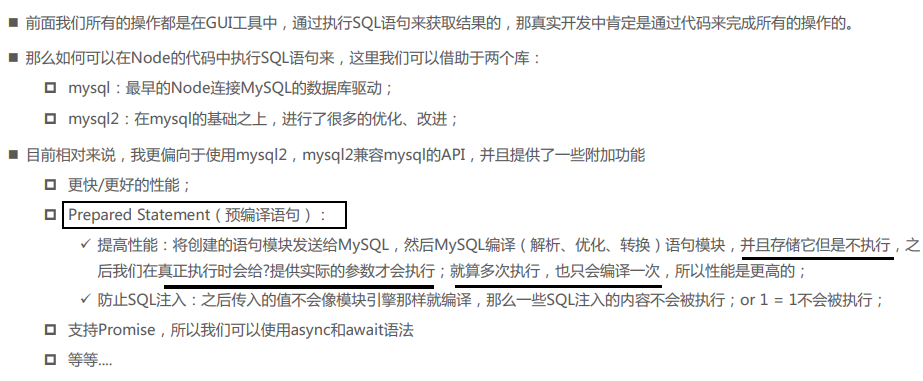 前面我们所有的操作都是在GUI工具中，通过执行SQL语句来获取结果的，那真实开发中肯定是通过代码来完成所有的操作的。
那么如何可以在Node的代码中执行SQL语句来，这里我们可以借助于两个库：
mysql：最早的Node连接MySQL的数据库驱动；
mysql2：在mysql的基础之上，进行了很多的优化、改进；
目前相对来说，我更偏向于使用mysql2，mysql2兼容mysql的API，并且提供了一些附加功能
更快/更好的性能；
Prepared Statement（预编译语句）：
提高性能：将创建的语句模块发送给MySQL，然后MySQL编译（解析、优化、转换）语句模块，并且存储它但是不执行，之
后我们在真正执行时会给?提供实际的参数才会执行；就算多次执行，也只会编译一次，所以性能是更高的；
防止SQL注入：之后传入的值不会像模块引擎那样就编译，那么一些SQL注入的内容不会被执行；or 1 = 1不会被执行；
支持Promise，所以我们可以使用async和await语法
等等....